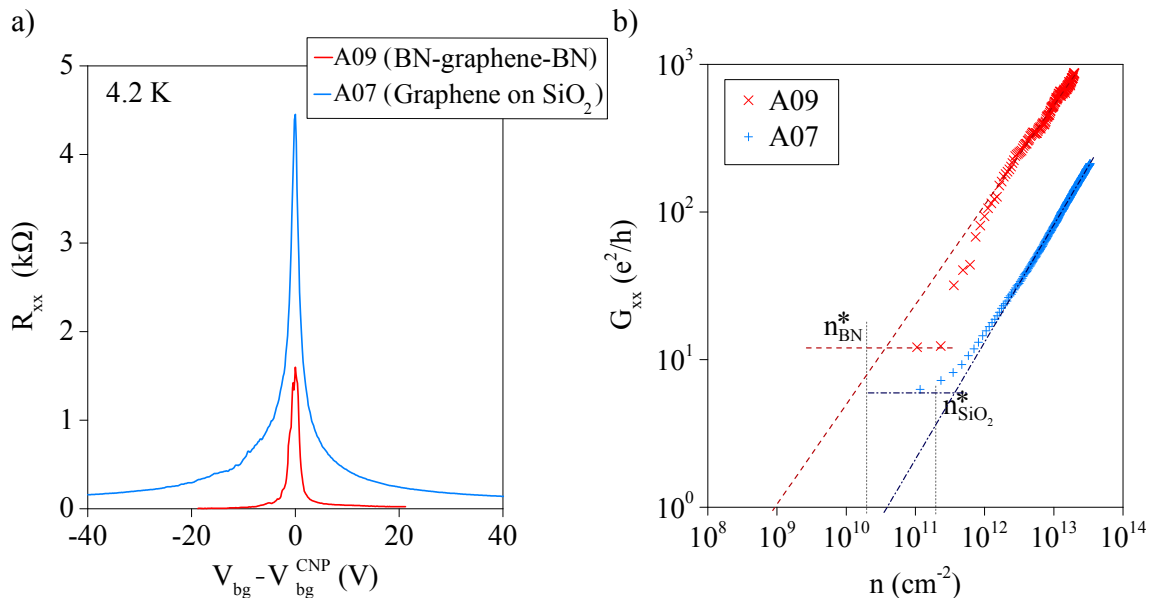 a)
A09 (BN-graphene-BN)
A07 (Graphene on SiO₂)
4.2 K
5
4
3
2
1
0
Rxx (kΩ)
-40 -20 0 20 40
Vbg-Vbg^CNP (V)
b)
A09
A07
10³
10²
10¹
10⁰
Gxx (e²/h)
n*BN
n*SiO₂
10⁸ 10⁹ 10¹⁰ 10¹¹ 10¹² 10¹³ 10¹⁴
n (cm⁻²)